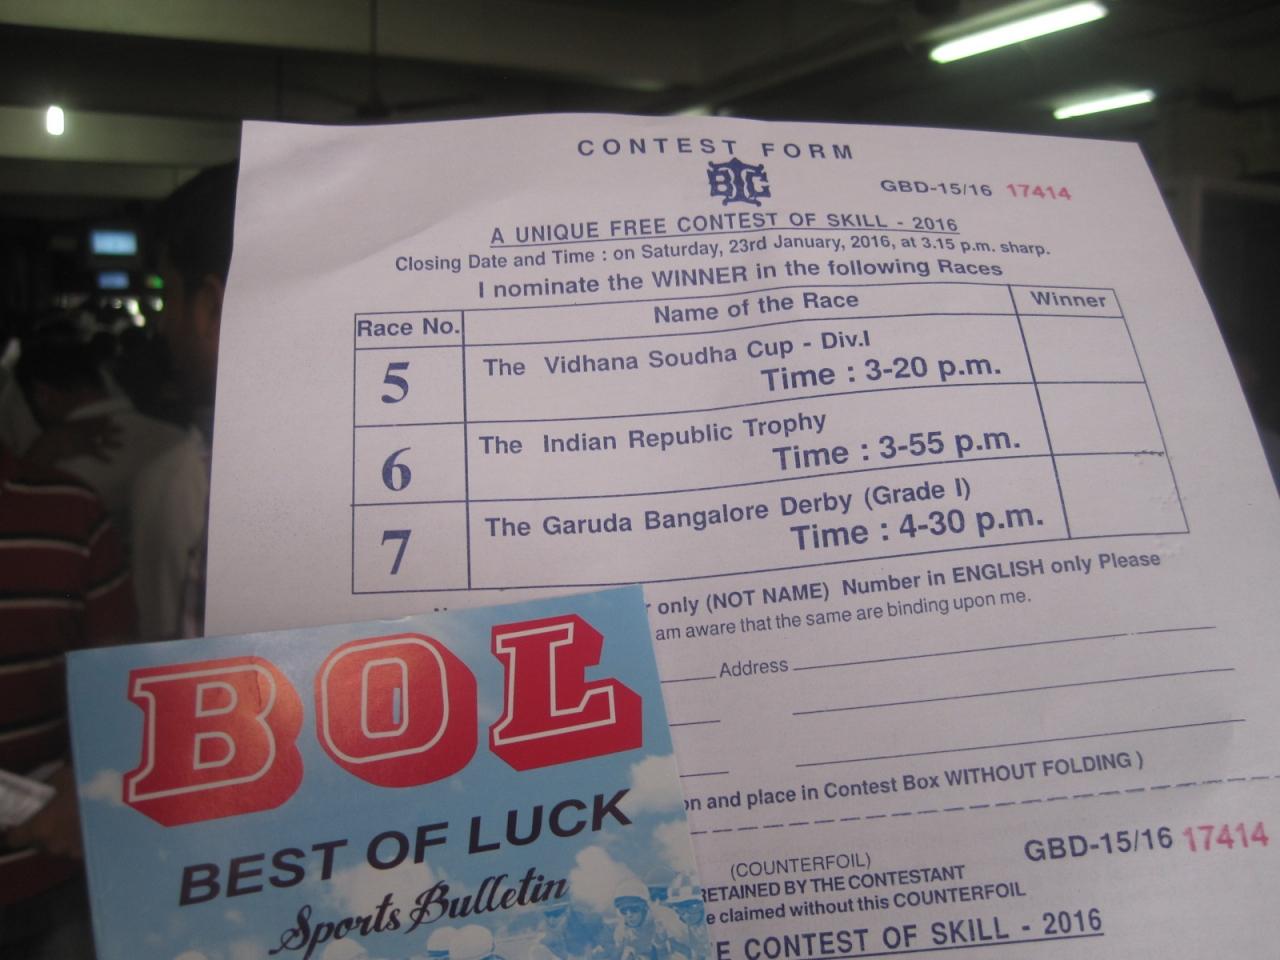 CONTEST FORM
BTC
GBD-15/16 17414
A UNIQUE FREE CONTEST OF SKILL - 2016
Closing Date and Time : on Saturday, 23rd January, 2016, at 3.15 p.m. sharp.
I nominate the WINNER in the following Races
Race No. Name of the Race Winner
5 The Vidhana Soudha Cup - Div.I
Time : 3-20 p.m.
6 The Indian Republic Trophy
Time : 3-55 p.m.
7 The Garuda Bangalore Derby (Grade I)
Time : 4-30 p.m.
only (NOT NAME) Number in ENGLISH only Please
am aware that the same are binding upon me.
Address
and place in Contest Box WITHOUT FOLDING )
(COUNTERFOIL)
GBD-15/16 17414
RETAINED BY THE CONTESTANT
claimed without this COUNTERFOIL
CONTEST OF SKILL - 2016
BOL
BEST OF LUCK
Sports Bulletin